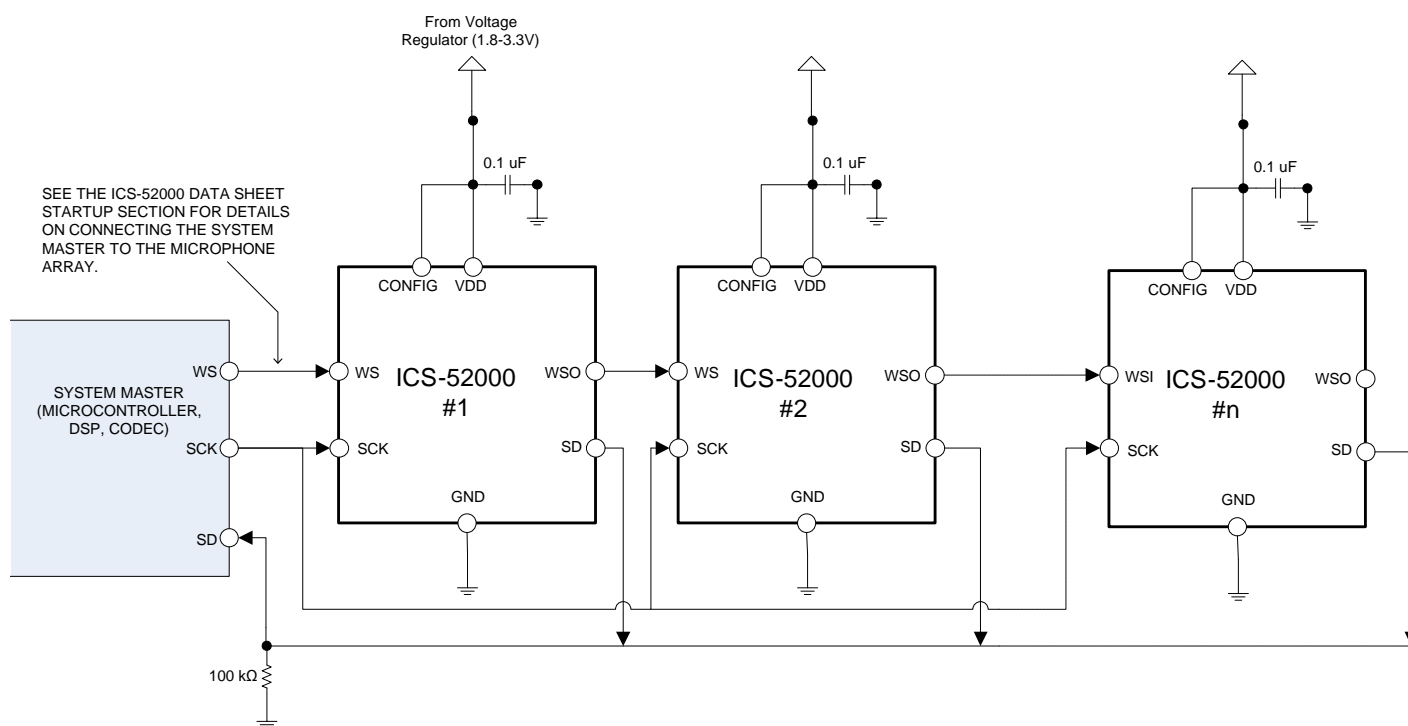 From Voltage
Regulator (1.8-3.3V)
0.1 uF
0.1 uF
0.1 uF
SEE THE ICS-52000 DATA SHEET
STARTUP SECTION FOR DETAILS
ON CONNECTING THE SYSTEM
MASTER TO THE MICROPHONE
ARRAY.
CONFIG VDD
CONFIG VDD
CONFIG VDD
SYSTEM MASTER
(MICROCONTROLLER,
DSP, CODEC)
WS
SCK
SD
WS
ICS-52000
#1
WSO
SCK
SD
GND
WS
ICS-52000
#2
WSO
SCK
SD
GND
WSI
ICS-52000
#n
WSO
SCK
SD
GND
100 kΩ